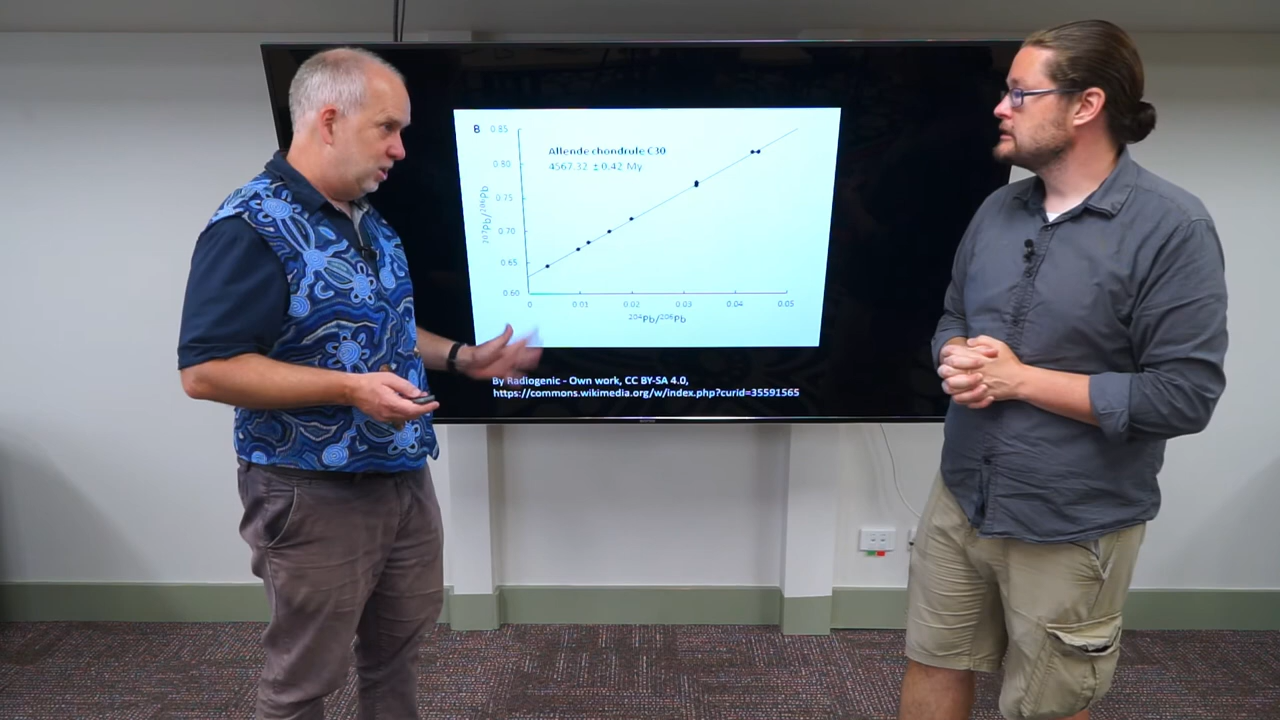 B
0.85
Allende chondrule C30
4567.32 ±0.42 My
0.80
0.75
²⁰⁷Pb/²⁰⁶Pb
0.70
0.65
0.60
0 0.01 0.02 0.03 0.04 0.05
²⁰⁴Pb/²⁰⁶Pb
By Radiogenic - Own work, CC BY-SA 4.0,
https://commons.wikimedia.org/w/index.php?curid=35591565